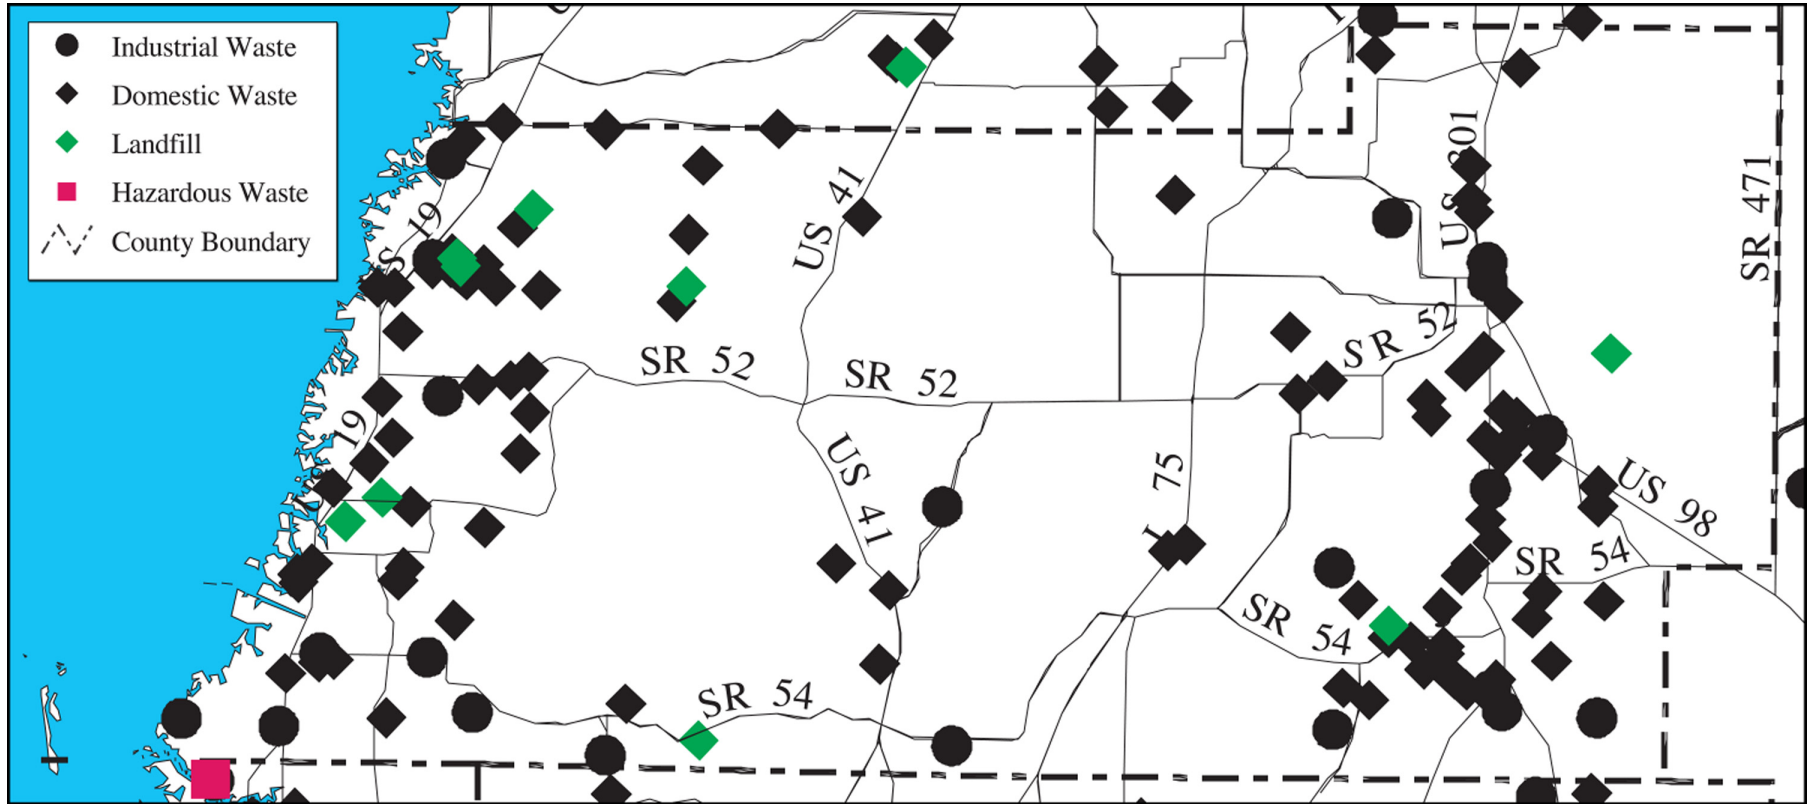 Industrial Waste
Domestic Waste
Landfill
Hazardous Waste
County Boundary
US 41
US 301
SR 471
S 19
SR 52
SR 52
SR 52
19
US
US 41
75
I
US 98
SR 54
SR 54
SR 54